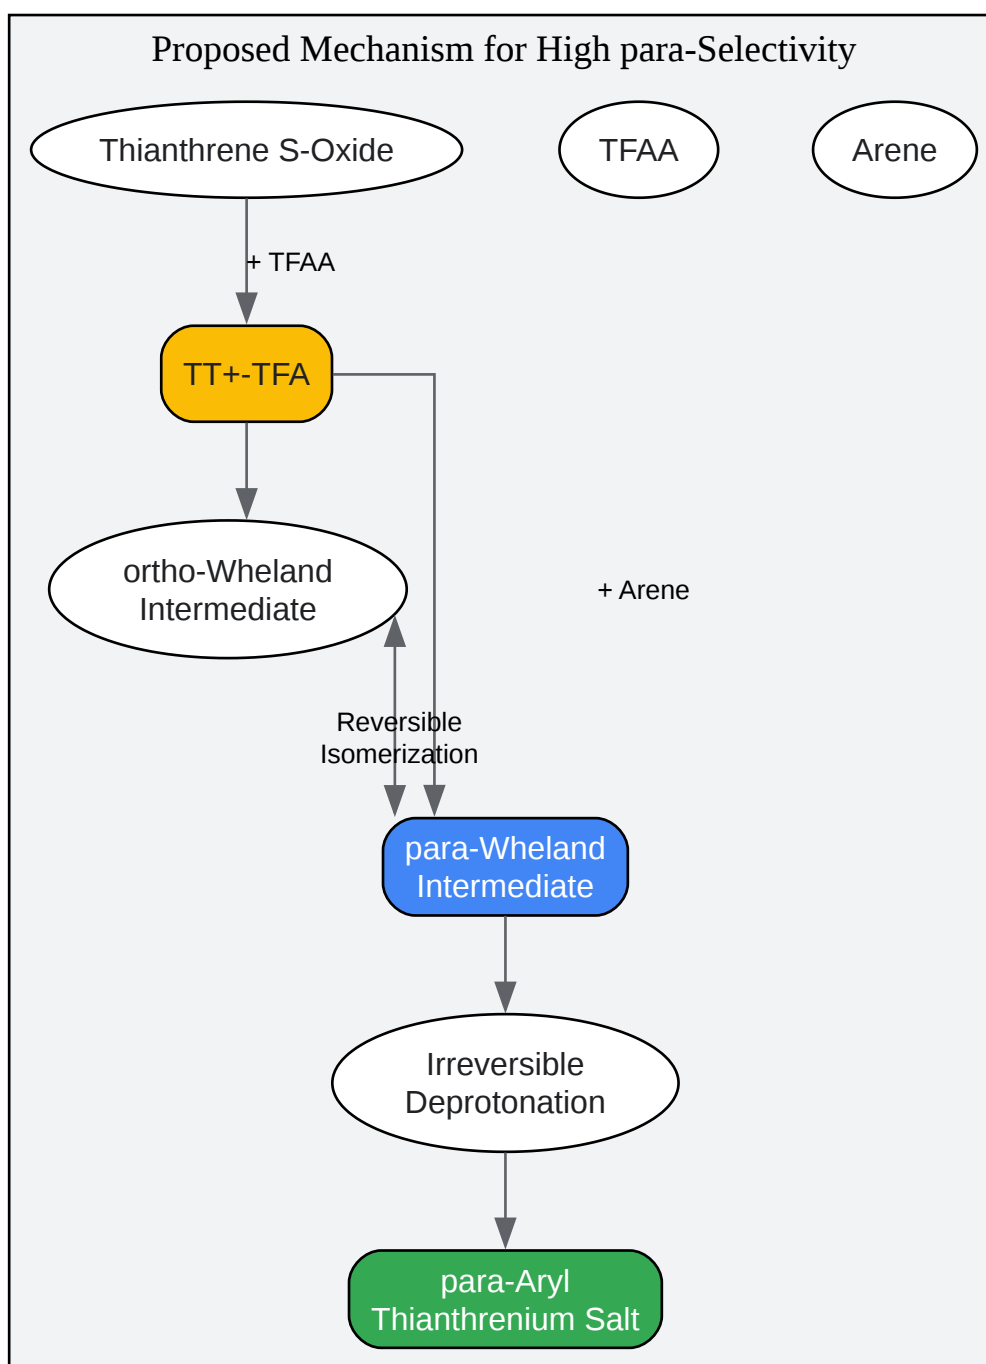 Proposed Mechanism for High para-Selectivity
Thianthrene S-Oxide
TFAA
Arene
+ TFAA
TT+-TFA
ortho-Wheland
Intermediate
+ Arene
Reversible
Isomerization
para-Wheland
Intermediate
Irreversible
Deprotonation
para-Aryl
Thianthrenium Salt